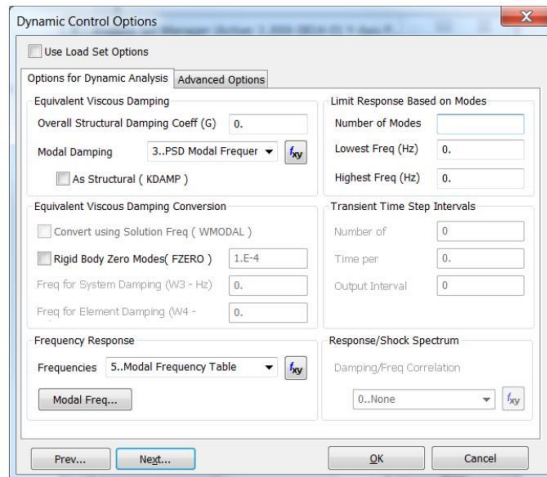 Dynamic Control Options
Use Load Set Options
Options for Dynamic Analysis
Advanced Options
Equivalent Viscous Damping
Overall Structural Damping Coeff (G)
0.
Modal Damping
3..PSD Modal Frequer
fxy
As Structural ( KDAMP )
Limit Response Based on Modes
Number of Modes
Lowest Freq (Hz)
0.
Highest Freq (Hz)
0.
Equivalent Viscous Damping Conversion
Convert using Solution Freq ( WMODAL )
Rigid Body Zero Modes( FZERO )
1.E-4
Freq for System Damping (W3 - Hz)
0.
Freq for Element Damping (W4 -
0.
Transient Time Step Intervals
Number of
0
Time per
0.
Output Interval
0
Frequency Response
Frequencies
5..Modal Frequency Table
fxy
Modal Freq...
Response/Shock Spectrum
Damping/Freq Correlation
0..None
fxy
Prev...
Next...
OK
Cancel